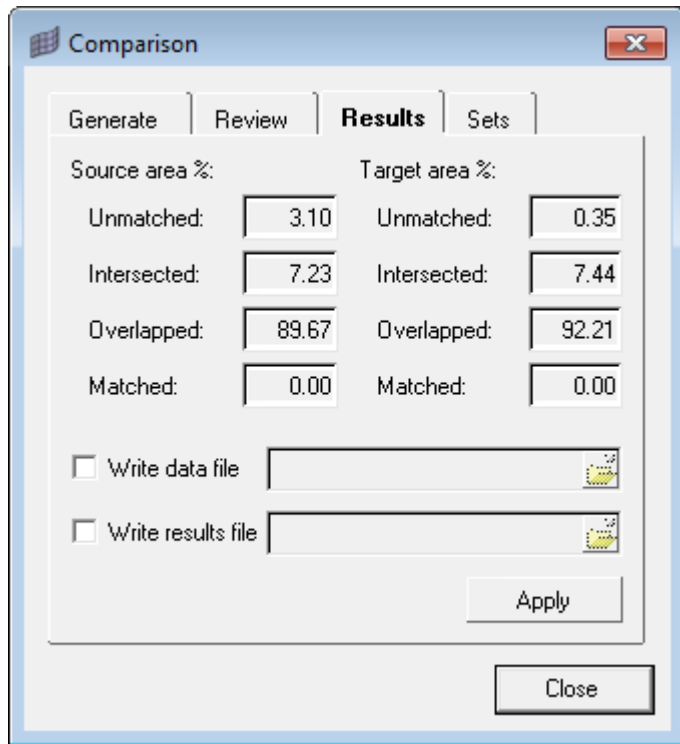 Comparison
Generate Review Results Sets
Source area %: Target area %:
Unmatched: 3.10 Unmatched: 0.35
Intersected: 7.23 Intersected: 7.44
Overlapped: 89.67 Overlapped: 92.21
Matched: 0.00 Matched: 0.00
Write data file
Write results file
Apply
Close